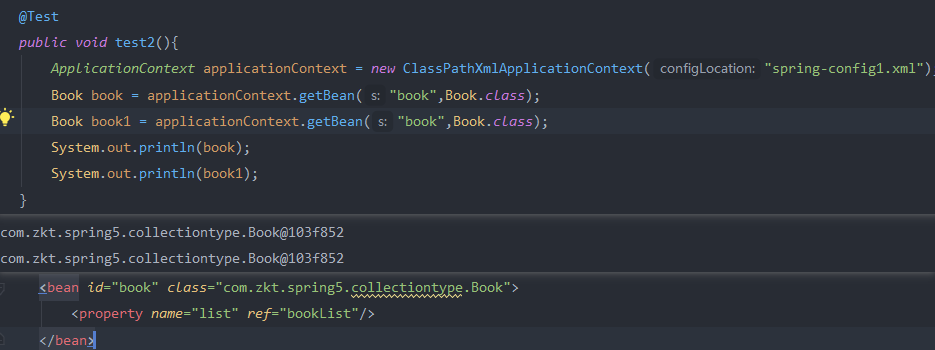 @Test
public void test2(){
ApplicationContext applicationContext = new ClassPathXmlApplicationContext( configLocation: "spring-config1.xml");
Book book = applicationContext.getBean( s: "book",Book.class);
Book book1 = applicationContext.getBean( s: "book",Book.class);
System.out.println(book);
System.out.println(book1);
}
com.zkt.spring5.collectiontype.Book@103f852
com.zkt.spring5.collectiontype.Book@103f852
<bean id="book" class="com.zkt.spring5.collectiontype.Book">
<property name="list" ref="bookList"/>
</bean>